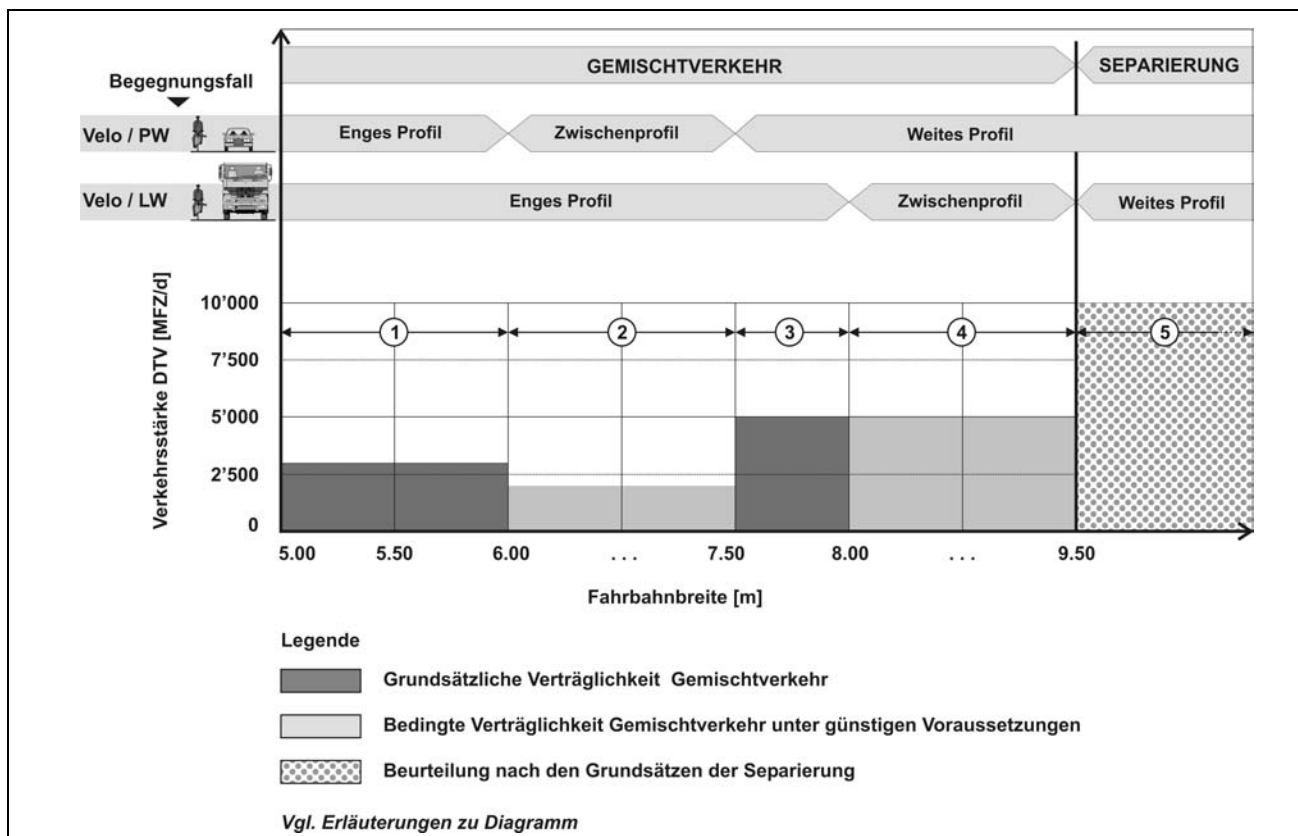 GEMISCHTVERKEHR SEPARIERUNG
Begegnungsfall
Velo / PW Enges Profil Zwischenprofil Weites Profil
Velo / LW Enges Profil Zwischenprofil Weites Profil
Verkehrsstärke DTV [MFZ/d]
10’000
1 2 3 4 5
7’500
5’000
2’500
0
5.00 5.50 6.00 . . . 7.50 8.00 . . . 9.50
Fahrbahnbreite [m]
Legende
Grundsätzliche Verträglichkeit Gemischtverkehr
Bedingte Verträglichkeit Gemischtverkehr unter günstigen Voraussetzungen
Beurteilung nach den Grundsätzen der Separierung
Vgl. Erläuterungen zu Diagramm